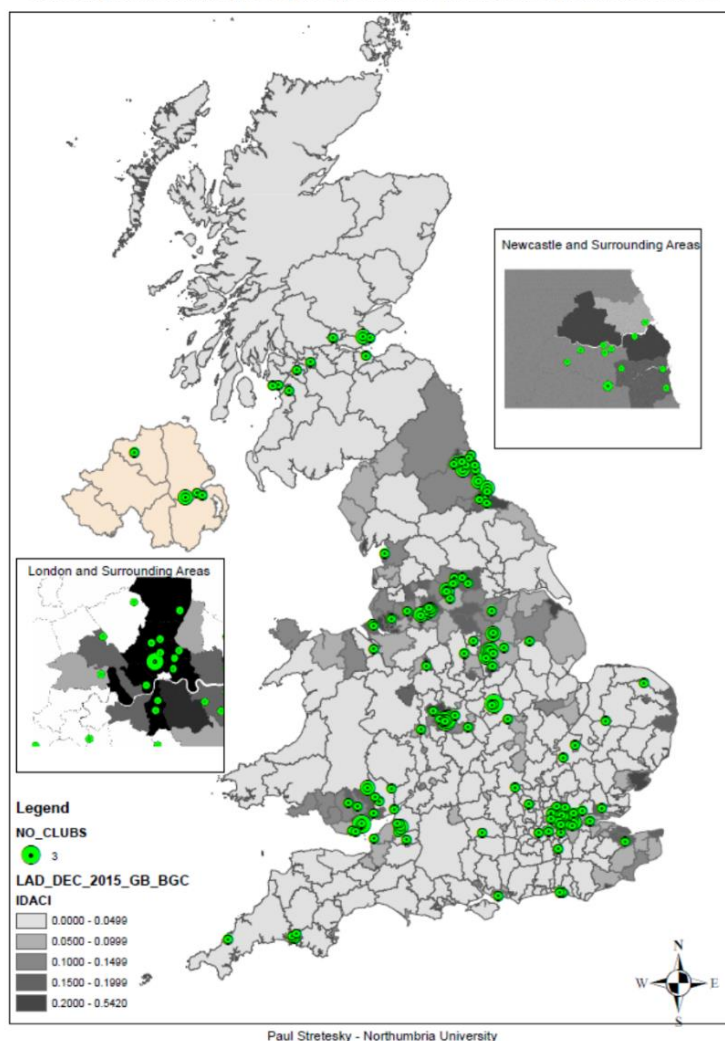 Newcastle and Surrounding Areas
London and Surrounding Areas
Legend
NO_CLUBS
3
LAD_DEC_2015_GB_BGC
IDACI
0.0000 - 0.0499
0.0500 - 0.0999
0.1000 - 0.1499
0.1500 - 0.1999
0.2000 - 0.5420
N
W
E
S
Paul Stretesky - Northumbria University